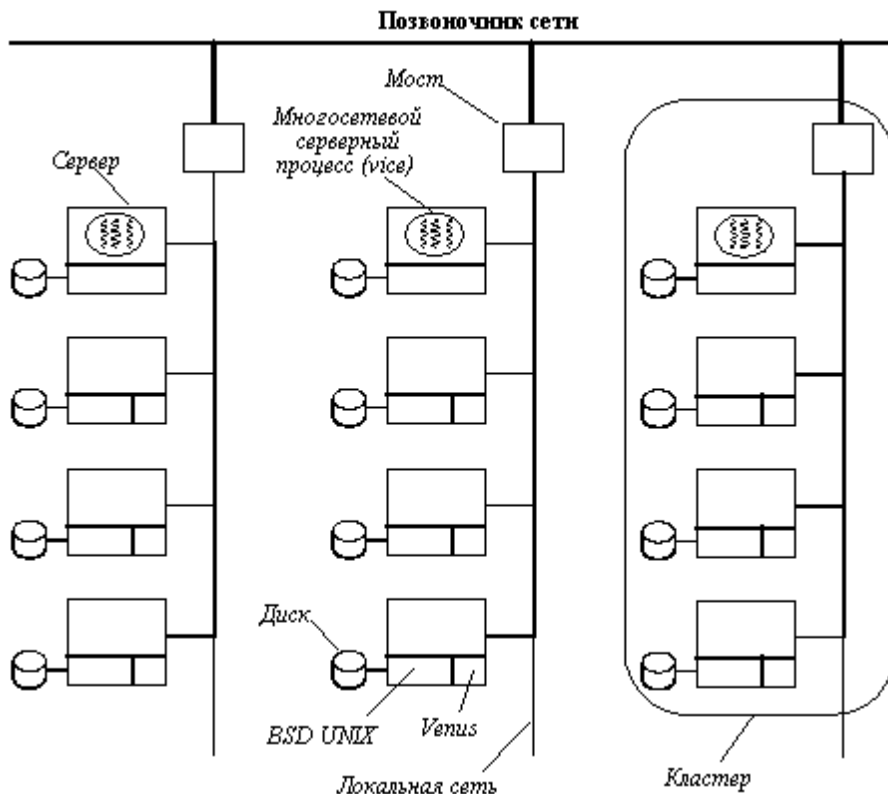 Позвоночник сети
Мост
Многосетевой
серверный
процесс (vice)
Сервер
Диск
BSD UNIX
Venus
Локальная сеть
Кластер